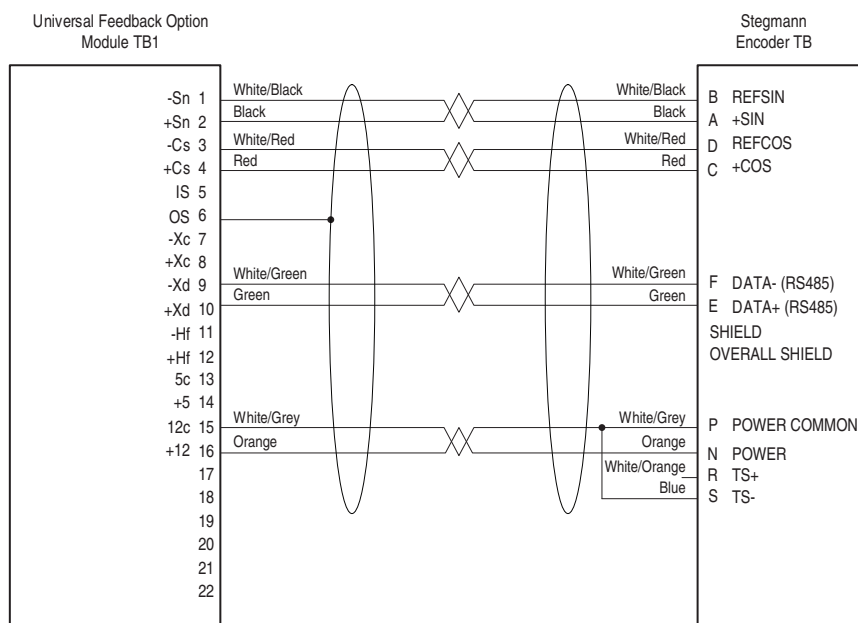 Universal Feedback Option
Module TB1
Stegmann
Encoder TB
-Sn 1 White/Black White/Black B REFSIN
+Sn 2 Black Black A +SIN
-Cs 3 White/Red White/Red D REFCOS
+Cs 4 Red Red C +COS
IS 5
OS 6
-Xc 7
+Xc 8
-Xd 9 White/Green White/Green F DATA- (RS485)
+Xd 10 Green Green E DATA+ (RS485)
-Hf 11 SHIELD
+Hf 12 OVERALL SHIELD
5c 13
+5 14
12c 15 White/Grey White/Grey P POWER COMMON
+12 16 Orange Orange N POWER
17 White/Orange R TS+
18 Blue S TS-
19
20
21
22